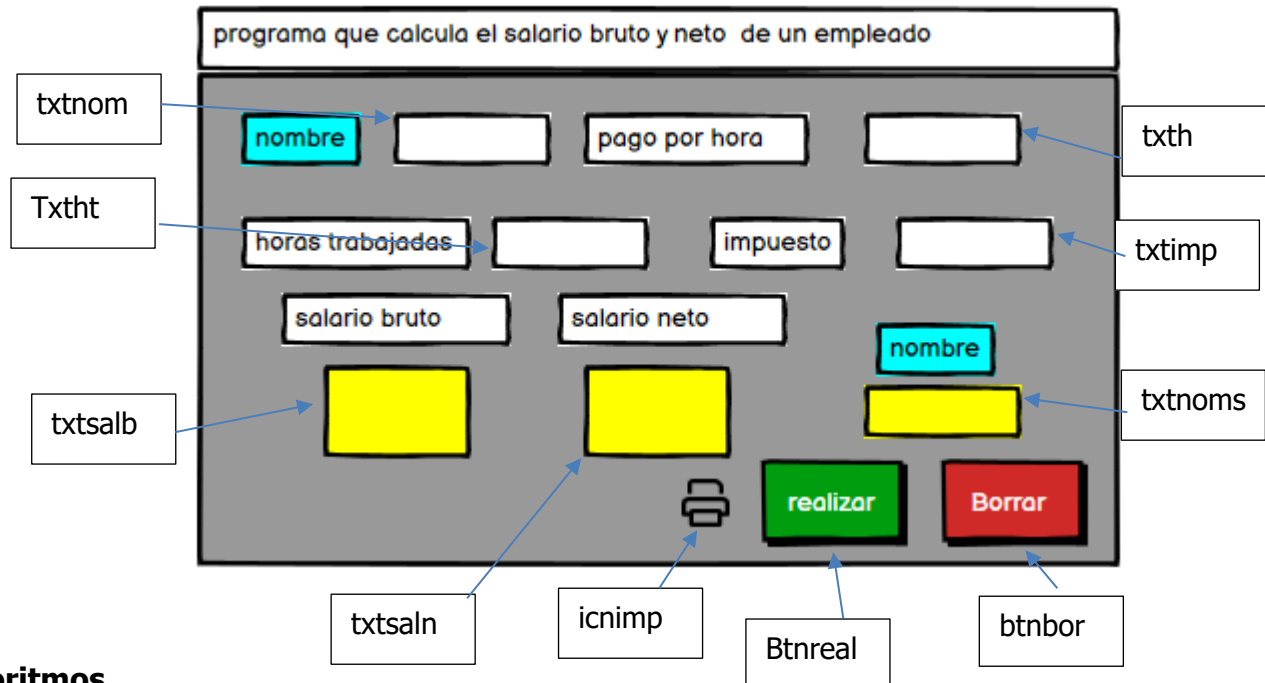 programa que calcula el salario bruto y neto de un empleado
txtnom
nombre
pago por hora
txth
Txtht
horas trabajadas
impuesto
txtimp
salario bruto
salario neto
nombre
txtsalb
txtnoms
realizar
Borrar
txtsaln
icnimp
Btnreal
btnbor
oritmos